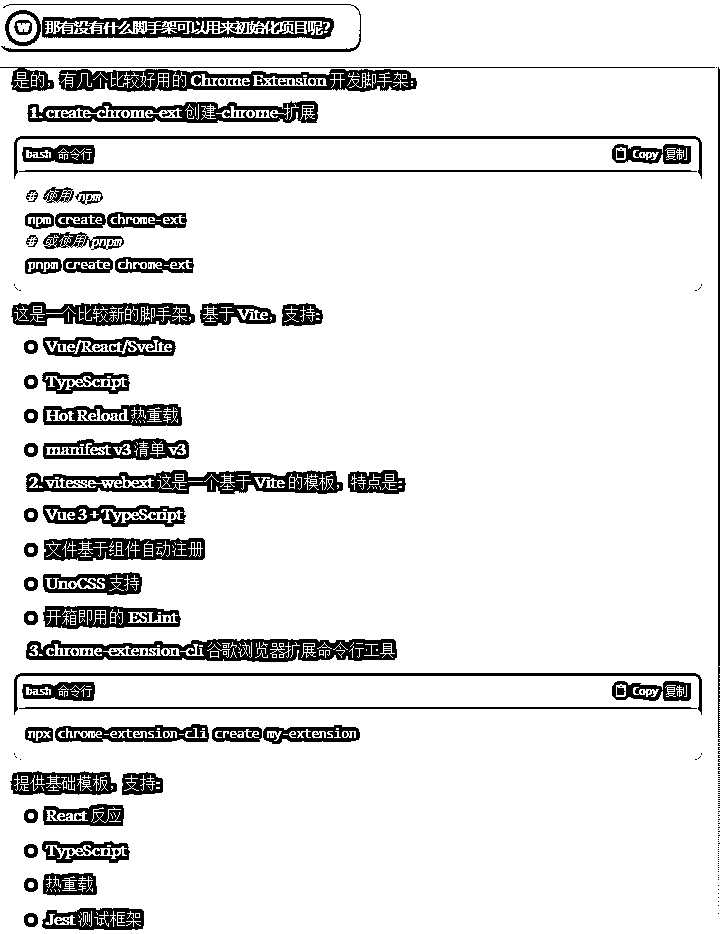 W 那有没有什么脚手架可以用来初始化项目呢?
是的，有几个比较好用的 Chrome Extension 开发脚手架：
1. create-chrome-ext 创建-chrome-扩展
bash 命令行 Copy 复制
# 使用 npm
npm create chrome-ext
# 或使用 pnpm
pnpm create chrome-ext
这是一个比较新的脚手架，基于 Vite，支持：
Vue/React/Svelte
TypeScript
Hot Reload 热重载
manifest v3 清单 v3
2. vitesse-webext 这是一个基于 Vite 的模板，特点是：
Vue 3 + TypeScript
文件基于组件自动注册
UnoCSS 支持
开箱即用的 ESLint
3. chrome-extension-cli 谷歌浏览器扩展命令行工具
bash 命令行 Copy 复制
npx chrome-extension-cli create my-extension
提供基础模板，支持：
React 反应
TypeScript
热重载
Jest 测试框架